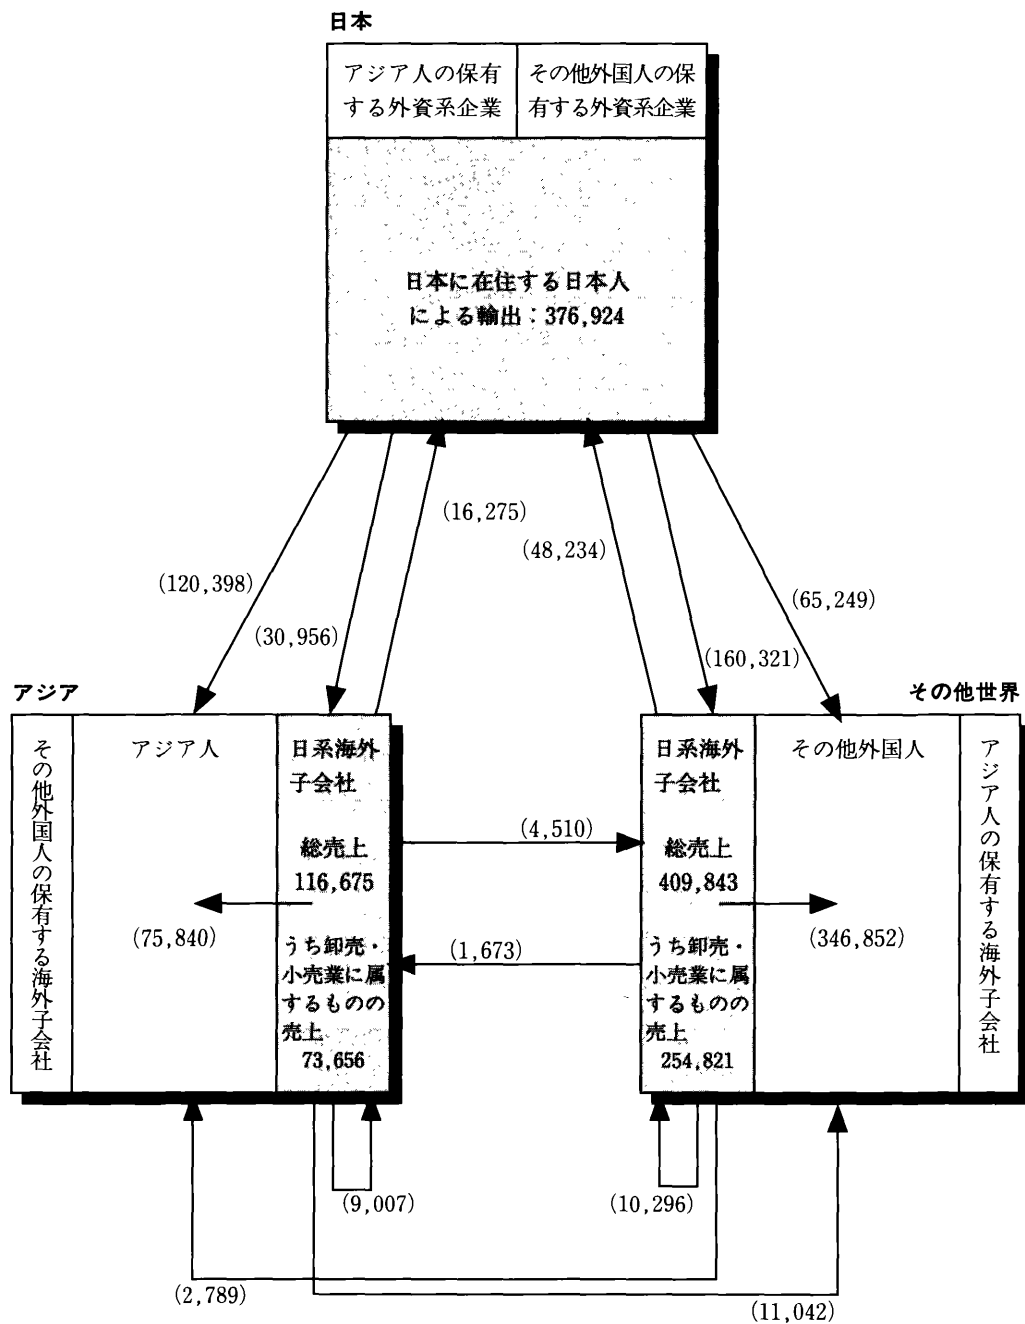 日本
アジア人の保有
する外資系企業
その他外国人の保
有する外資系企業
日本に在住する日本人
による輸出：376,924
(16,275)
(48,234)
(120,398)
(30,956)
(65,249)
(160,321)
アジア
その他世界
その他外国人の保有する海外子会社
アジア人
日系海外
子会社
総売上
116,675
(75,840)
うち卸売・
小売業に属
するものの
売上
73,656
(4,510)
(1,673)
日系海外
子会社
総売上
409,843
うち卸売・
小売業に属
するものの
売上
254,821
その他外国人
(346,852)
アジア人の保有する海外子会社
(9,007)
(10,296)
(2,789)
(11,042)